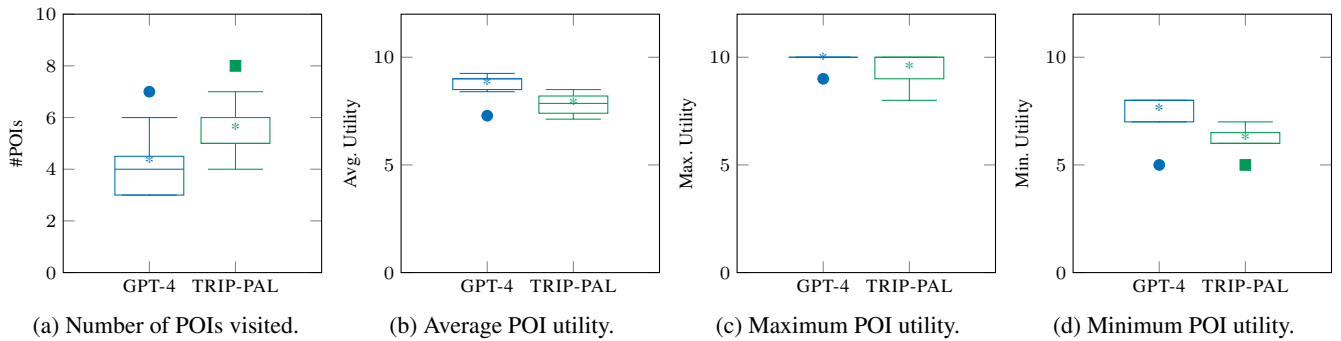 10
8
6
4
2
0
#POIs
GPT-4 TRIP-PAL
(a) Number of POIs visited.
10
5
0
Avg. Utility
GPT-4 TRIP-PAL
(b) Average POI utility.
10
5
0
Max. Utility
GPT-4 TRIP-PAL
(c) Maximum POI utility.
10
5
0
Min. Utility
GPT-4 TRIP-PAL
(d) Minimum POI utility.